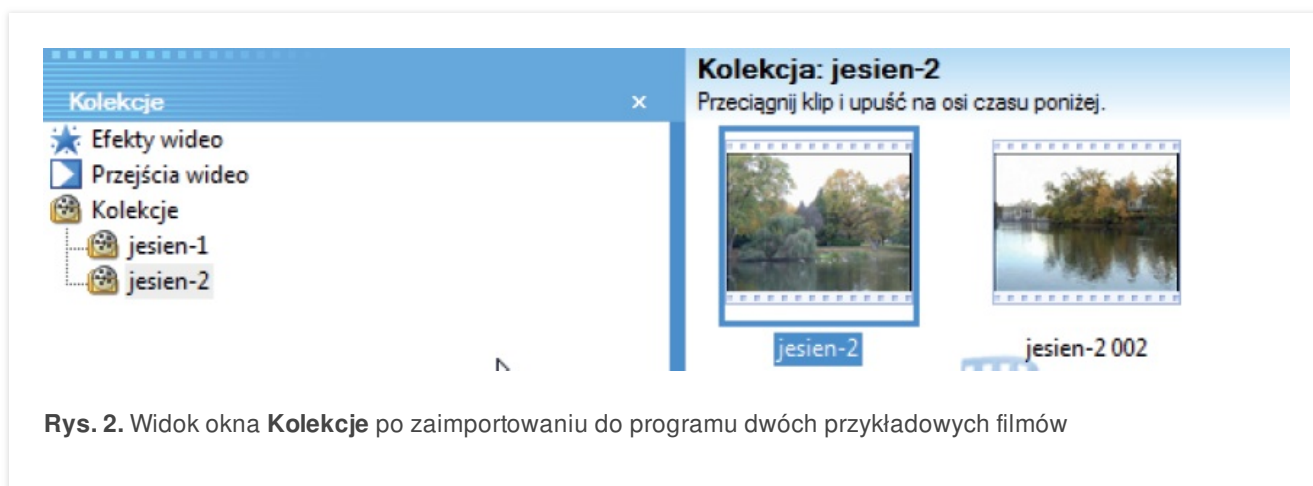 Kolekcje
Efekty wideo
Przejścia wideo
Kolekcje
jesien-1
jesien-2
Kolekcja: jesien-2
Przeciągnij klip i upuść na osi czasu poniżej.
jesien-2
jesien-2 002
Rys. 2. Widok okna Kolekcje po zaimportowaniu do programu dwóch przykładowych filmów